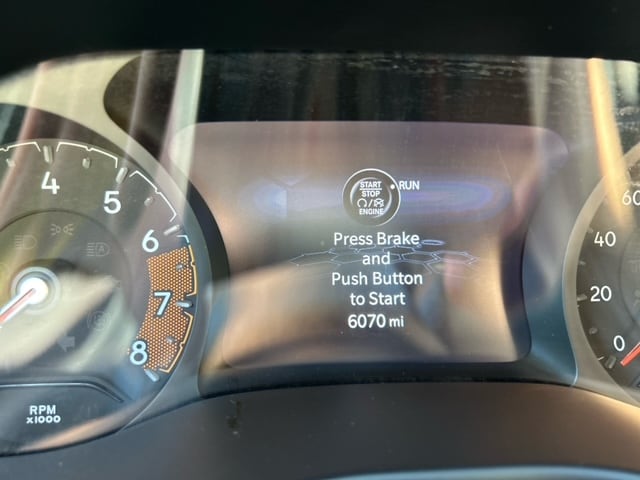 4
5
6
7
8
RPM
x1000
START
STOP
ENGINE
RUN
Press Brake
and
Push Button
to Start
6070 mi
60
40
20
0